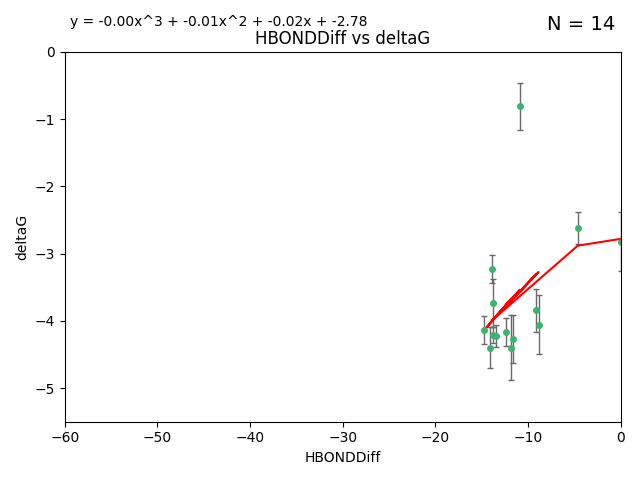 y = -0.00x^3 + -0.01x^2 + -0.02x + -2.78
N = 14
HBONDDiff vs deltaG
0
−1
−2
−3
−4
−5
deltaG
−60
−50
−40
−30
−20
−10
0
HBONDDiff